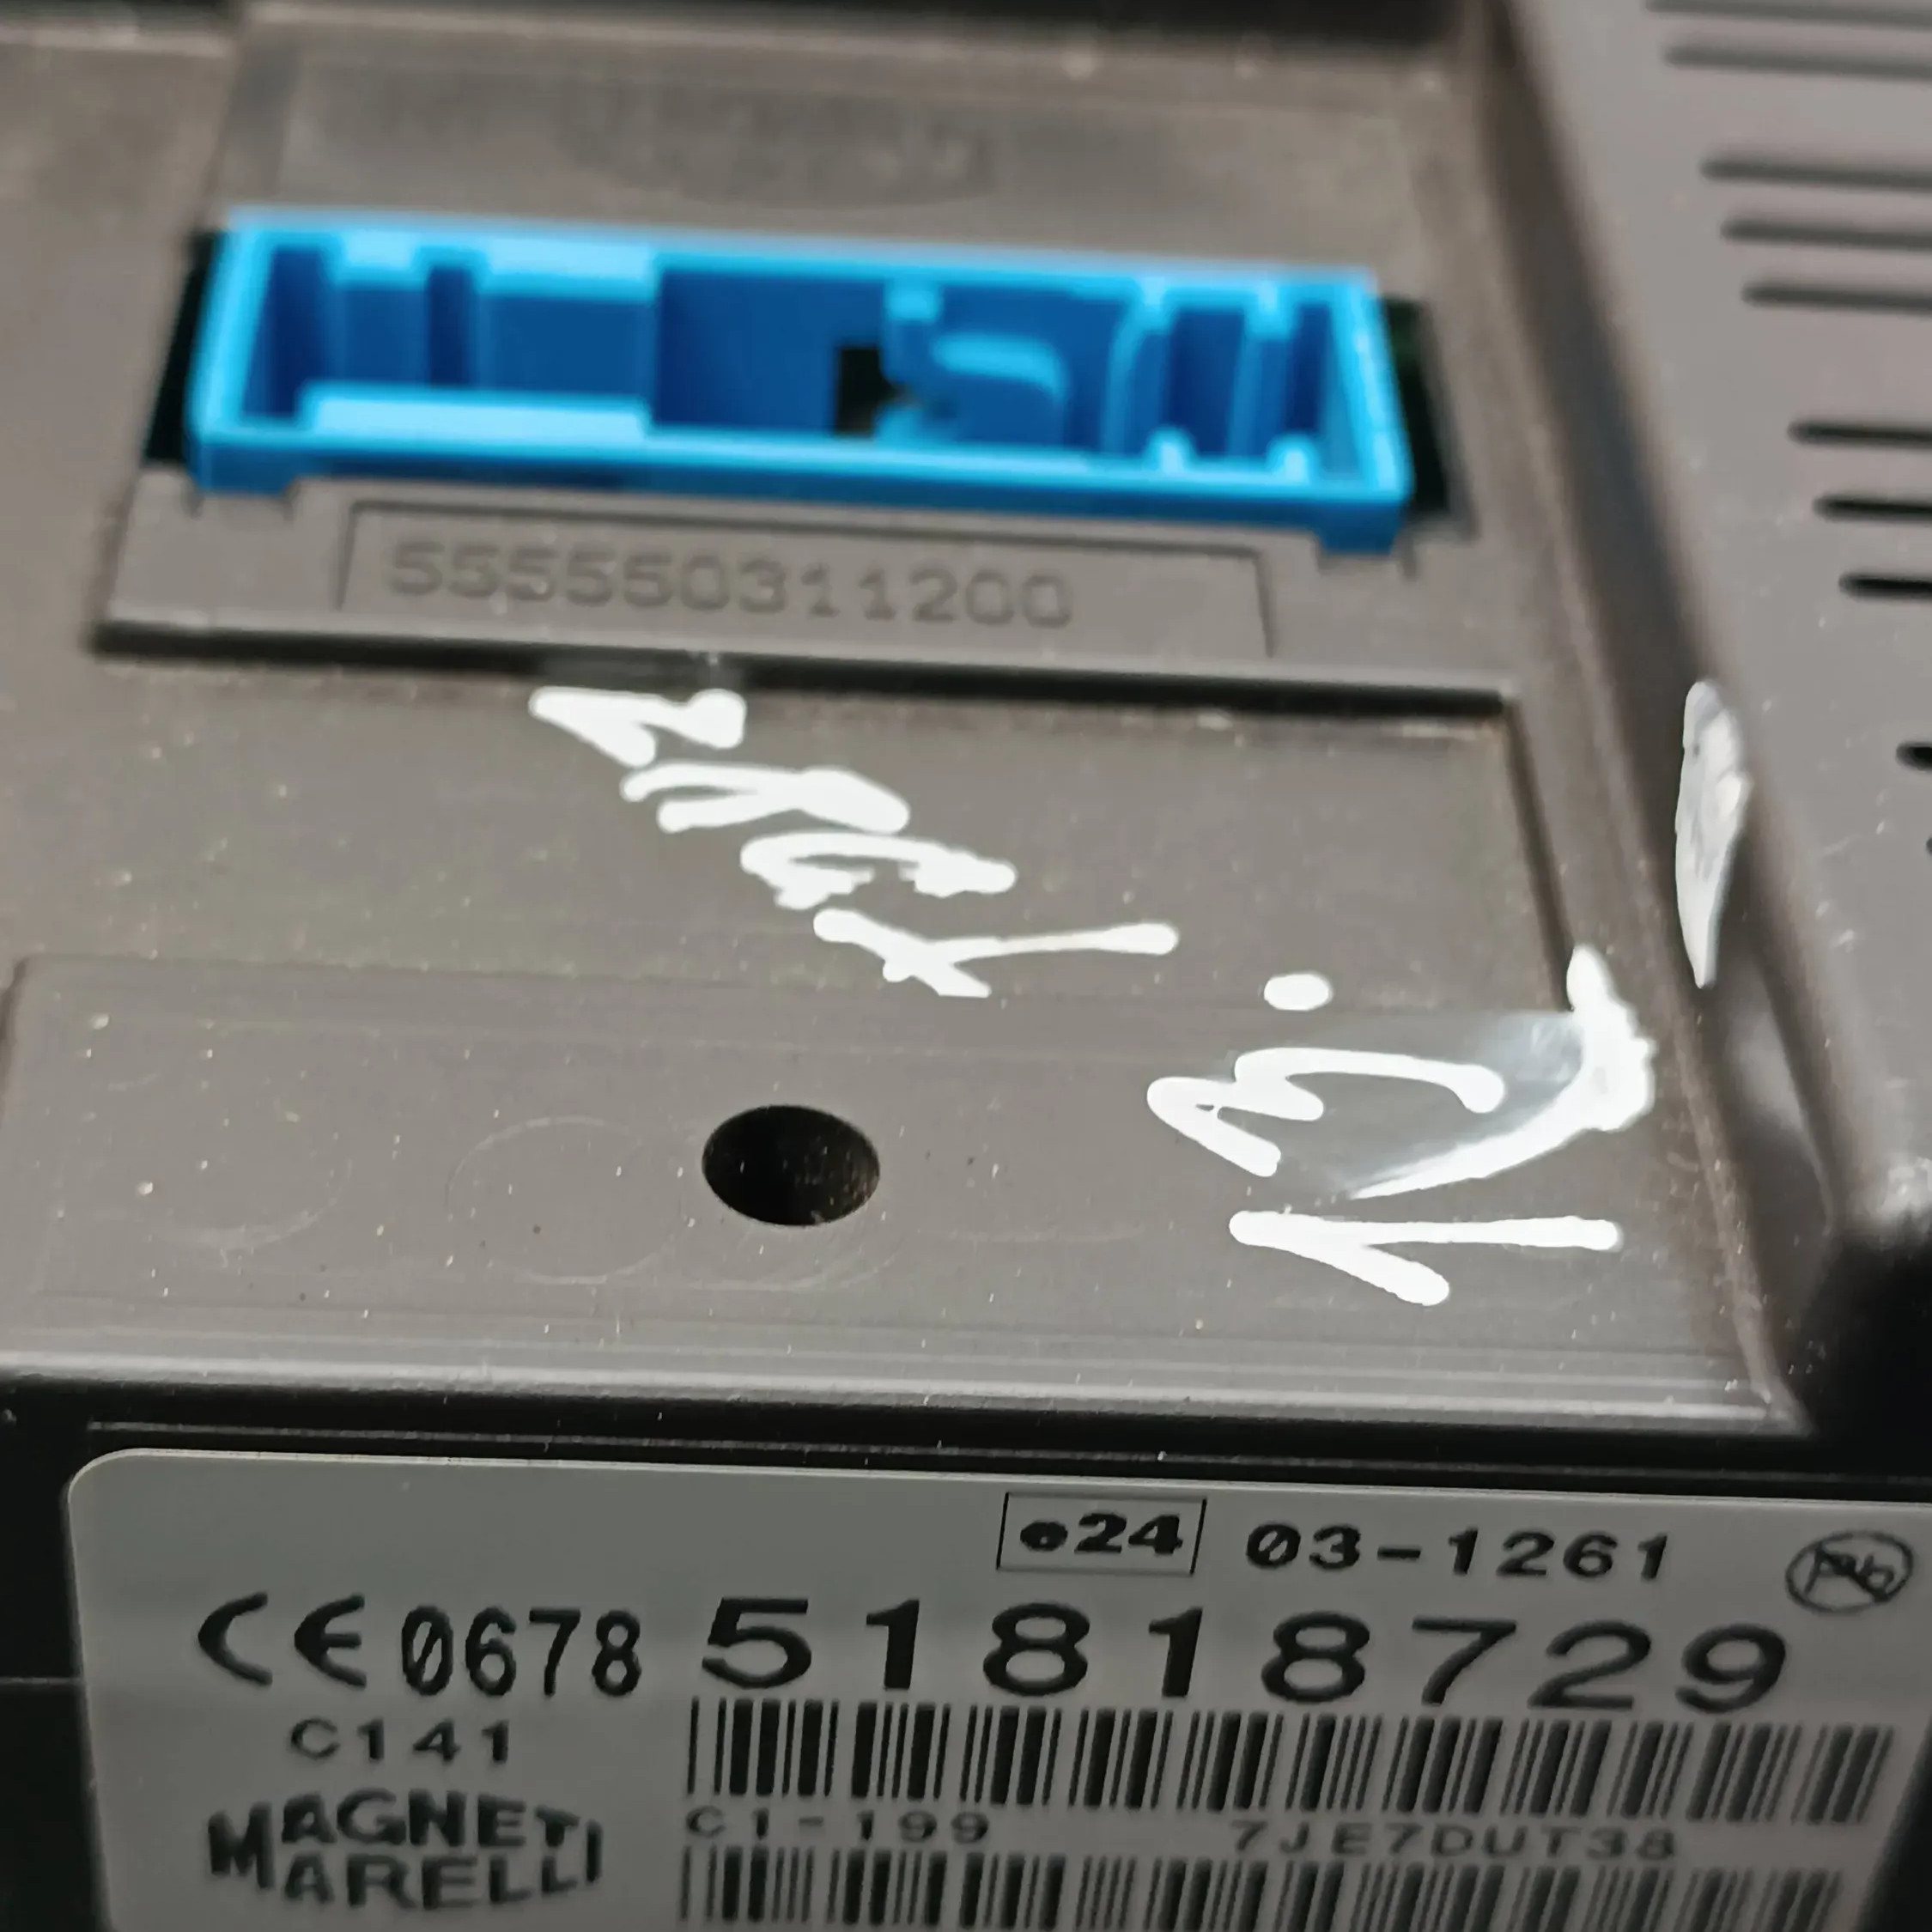 555550311200
e24 03-1261
CE0678 51818729
C141
C1-199 7JE7DUT38
MAGNETI
MARELLI